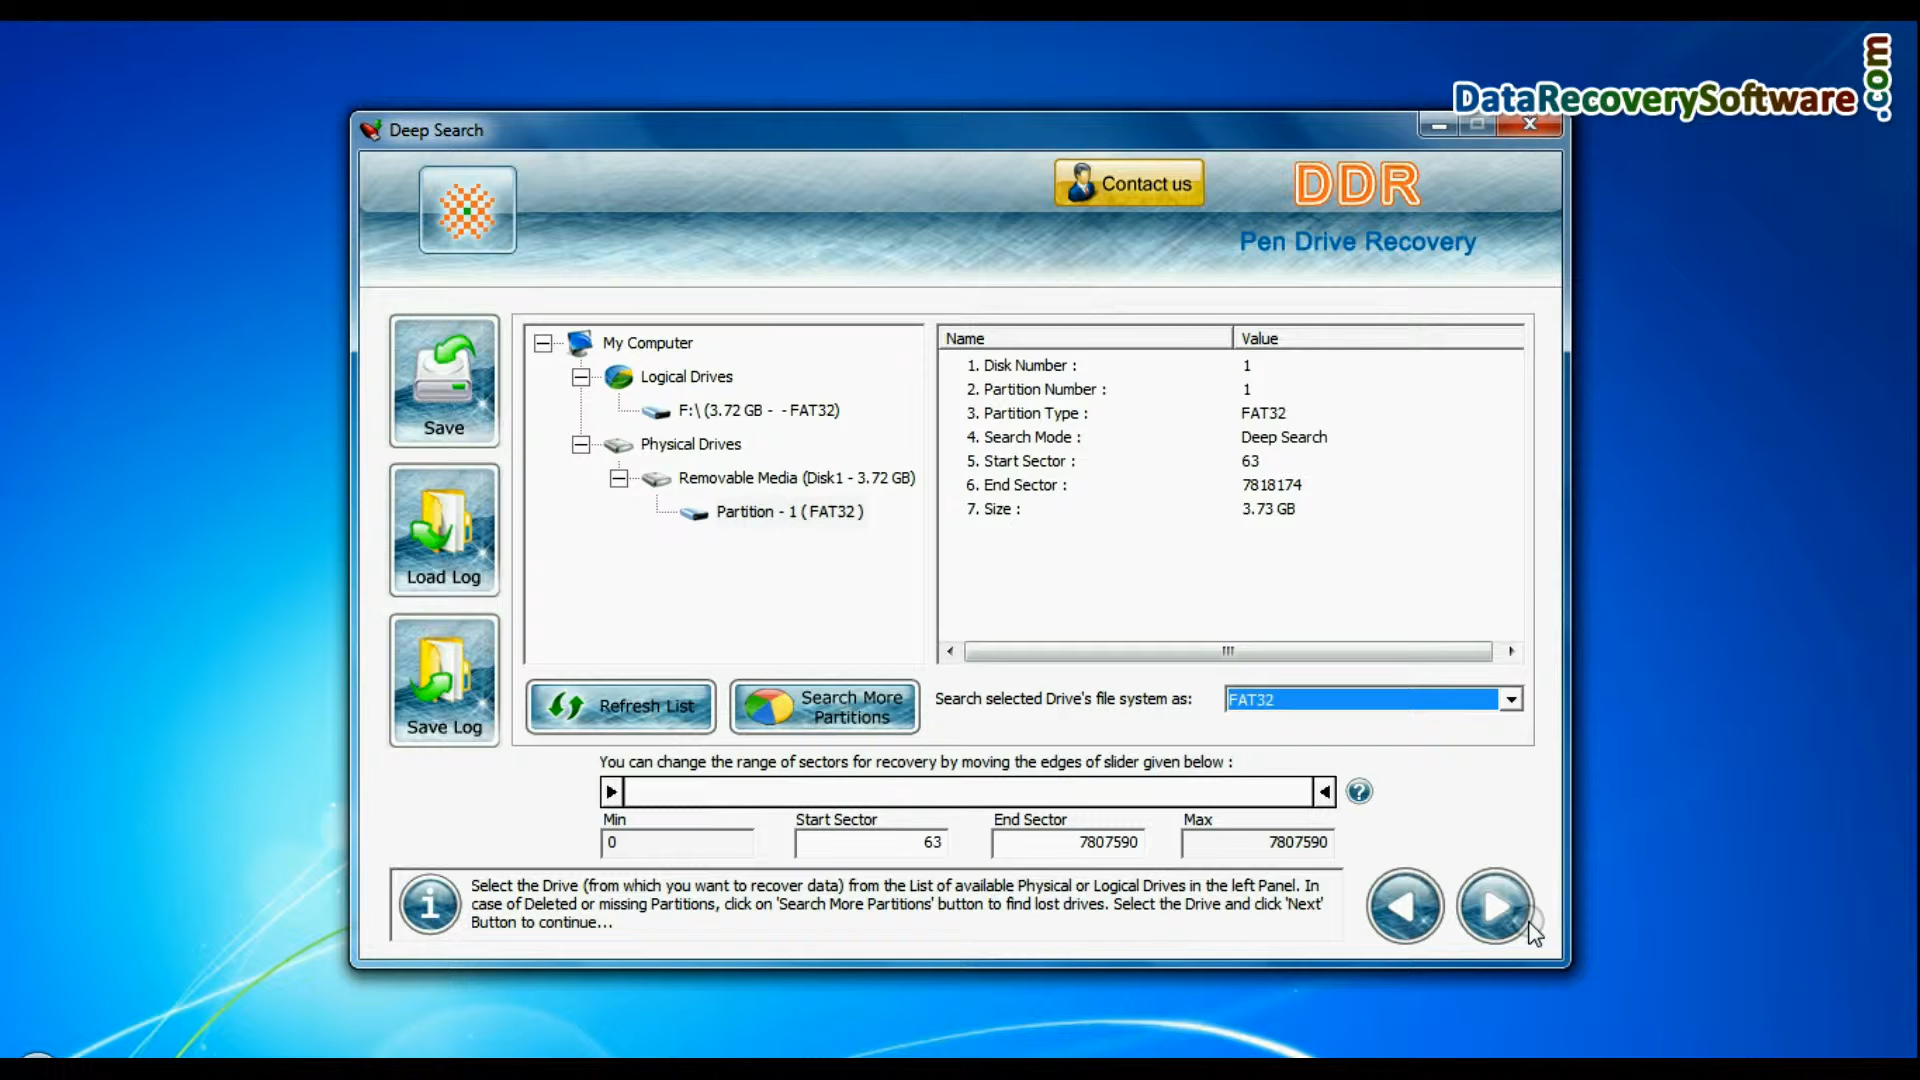 DataRecoverySoftware.com
Deep Search
Contact us
DDR
Pen Drive Recovery
Save
Load Log
Save Log
My Computer
Logical Drives
F:\ (3.72 GB - - FAT32)
Physical Drives
Removable Media (Disk1 - 3.72 GB)
Partition - 1 ( FAT32 )
Name Value
1. Disk Number : 1
2. Partition Number : 1
3. Partition Type : FAT32
4. Search Mode : Deep Search
5. Start Sector : 63
6. End Sector : 7818174
7. Size : 3.73 GB
Refresh List
Search More
Partitions
Search selected Drive's file system as: FAT32
You can change the range of sectors for recovery by moving the edges of slider given below :
Min Start Sector End Sector Max
0 63 7807590 7807590
Select the Drive (from which you want to recover data) from the List of available Physical or Logical Drives in the left Panel. In
case of Deleted or missing Partitions, click on 'Search More Partitions' button to find lost drives. Select the Drive and click 'Next'
Button to continue...